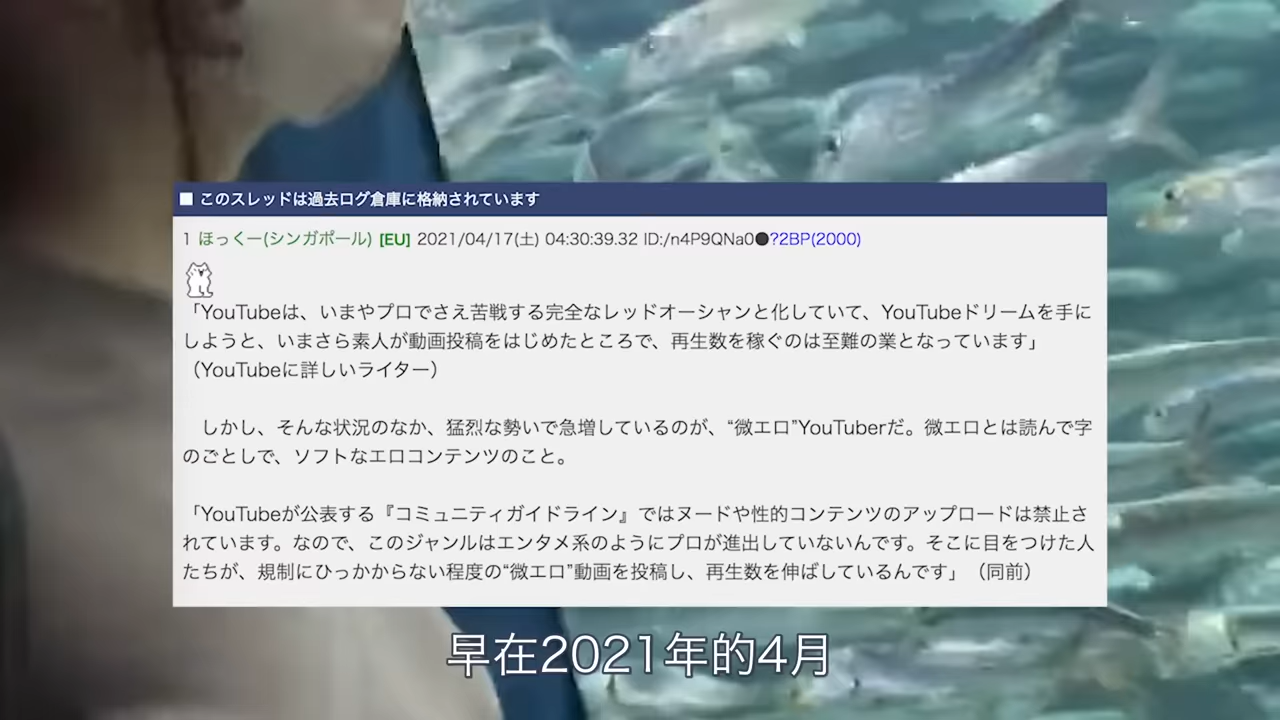 ■ このスレッドは過去ログ倉庫に格納されています
1 ほっくー(シンガポール) [EU] 2021/04/17(土) 04:30:39.32 ID:/n4P9QNa0●?2BP(2000)
「YouTubeは、いまやプロでさえ苦戦する完全なレッドオーシャンと化していて、YouTubeドリームを手に
しようと、いまさら素人が動画投稿をはじめたところで、再生数を稼ぐのは至難の業となっています」
（YouTubeに詳しいライター）
しかし、そんな状況のなか、猛烈な勢いで急増しているのが、“微エロ”YouTuberだ。微エロとは読んで字
のごとしで、ソフトなエロコンテンツのこと。
「YouTubeが公表する『コミュニティガイドライン』ではヌードや性的コンテンツのアップロードは禁止さ
れています。なので、このジャンルはエンタメ系のようにプロが進出していないんです。そこに目をつけた人
たちが、規制にひっかからない程度の“微エロ”動画を投稿し、再生数を伸ばしているんです」（同前）
早在2021年的4月